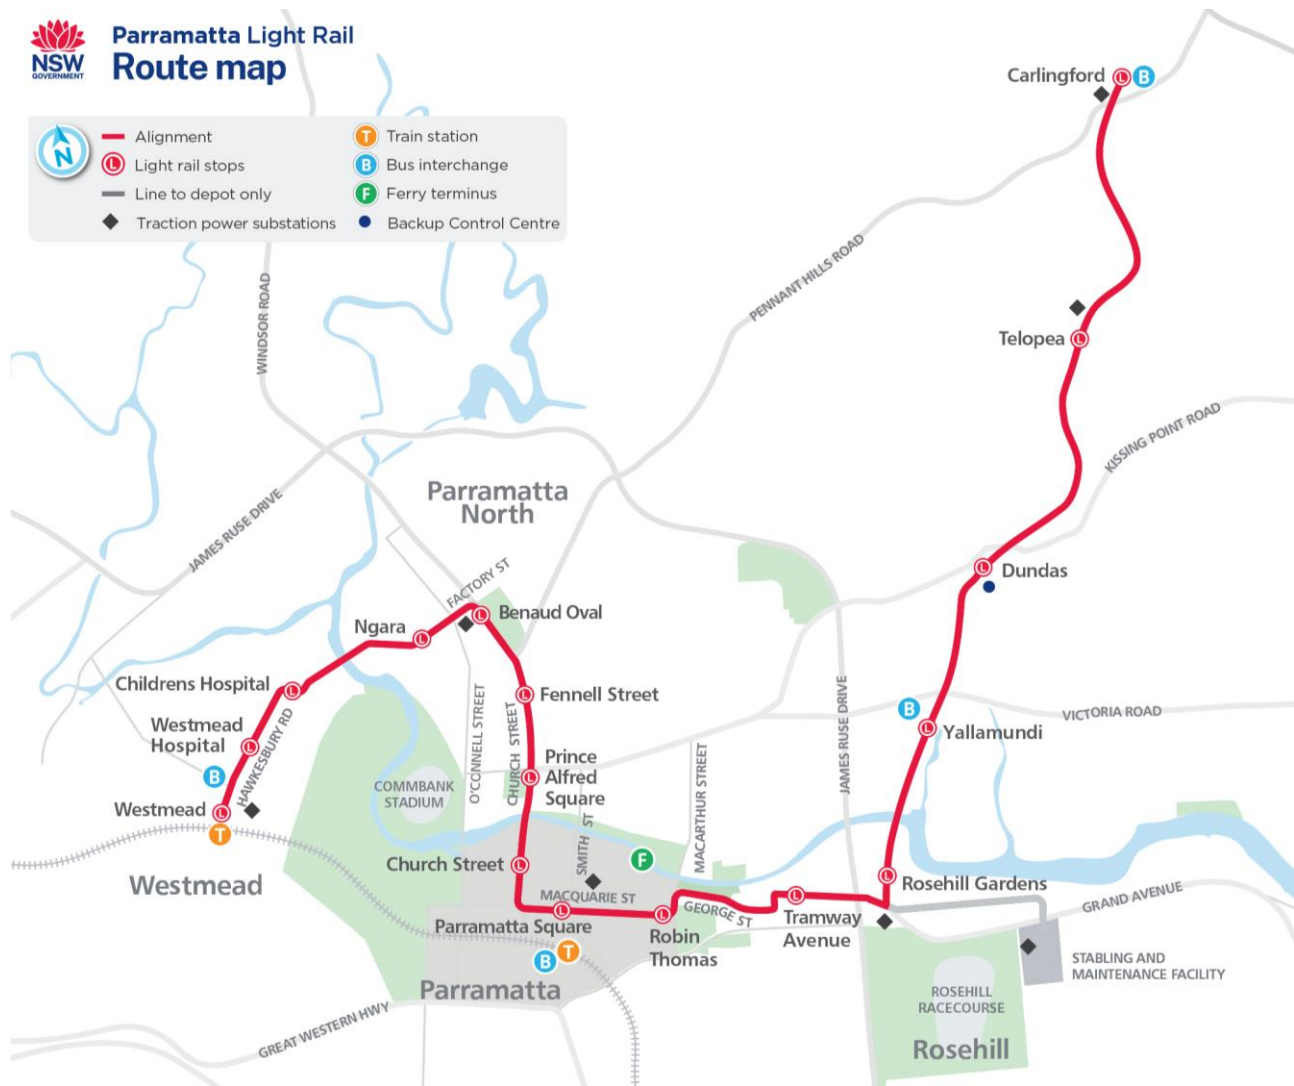 NSW
GOVERNMENT
Parramatta Light Rail
Route map
N
Alignment
L Light rail stops
Line to depot only
Traction power substations
T Train station
B Bus interchange
F Ferry terminus
Backup Control Centre
Carlingford L B
WINDSOR ROAD
PENNANT HILLS ROAD
Telopea L
KISSING POINT ROAD
JAMES RUSE DRIVE
Parramatta
North
FACTORY ST
L Dundas
L Benaud Oval
Ngara L
Childrens Hospital L
L Fennell Street
O'CONNELL STREET
CHURCH STREET
HAWKESBURY RD
Westmead
Hospital L
B
B
L Yallamundi
VICTORIA ROAD
JAMES RUSE DRIVE
MACARTHUR STREET
COMMBANK
STADIUM
L Prince
Alfred
Square
Westmead L
T
SMITH ST
Church Street L
F
Westmead
MACQUARIE ST
GEORGE ST
L Rosehill Gardens
GRAND AVENUE
L
Parramatta Square
L
Robin
Thomas
L
Tramway
Avenue
B T
Parramatta
STABLING AND
MAINTENANCE FACILITY
ROSEHILL
RACECOURSE
Rosehill
GREAT WESTERN HWY